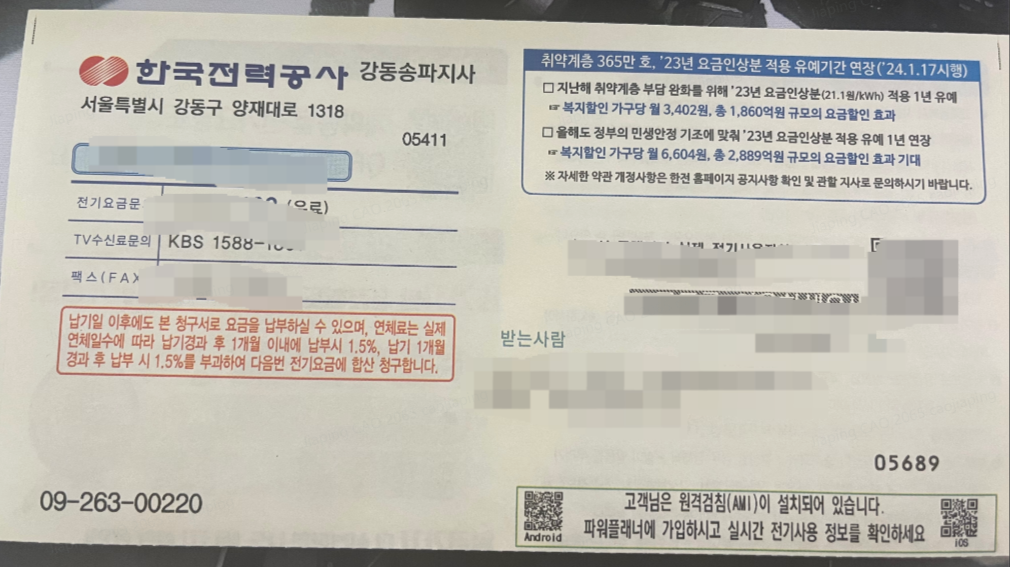 한국전력공사 강동송파지사
서울특별시 강동구 양재대로 1318
05411
전기요금문
(유료)
TV수신료문의 KBS 1588-
팩스(FAX
납기일 이후에도 본 청구서로 요금을 납부하실 수 있으며, 연체료는 실제
연체일수에 따라 납기경과 후 1개월 이내에 납부시 1.5%, 납기 1개월
경과 후 납부 시 1.5%를 부과하여 다음번 전기요금에 합산 청구합니다.
09-263-00220
취약계층 365만 호, '23년 요금인상분 적용 유예기간 연장('24.1.17시행)
□ 지난해 취약계층 부담 완화를 위해 '23년 요금인상분(21.1원/kWh) 적용 1년 유예
☞ 복지할인 가구당 월 3,402원, 총 1,860억원 규모의 요금할인 효과
□ 올해도 정부의 민생안정 기조에 맞춰 '23년 요금인상분 적용 유예 1년 연장
☞ 복지할인 가구당 월 6,604원, 총 2,889억원 규모의 요금할인 효과 기대
※ 자세한 약관 개정사항은 한전 홈페이지 공지사항 확인 및 관할 지사로 문의하시기 바랍니다.
받는사람
05689
고객님은 원격검침(AMI)이 설치되어 있습니다.
파워플래너에 가입하시고 실시간 전기사용 정보를 확인하세요
Android
iOS